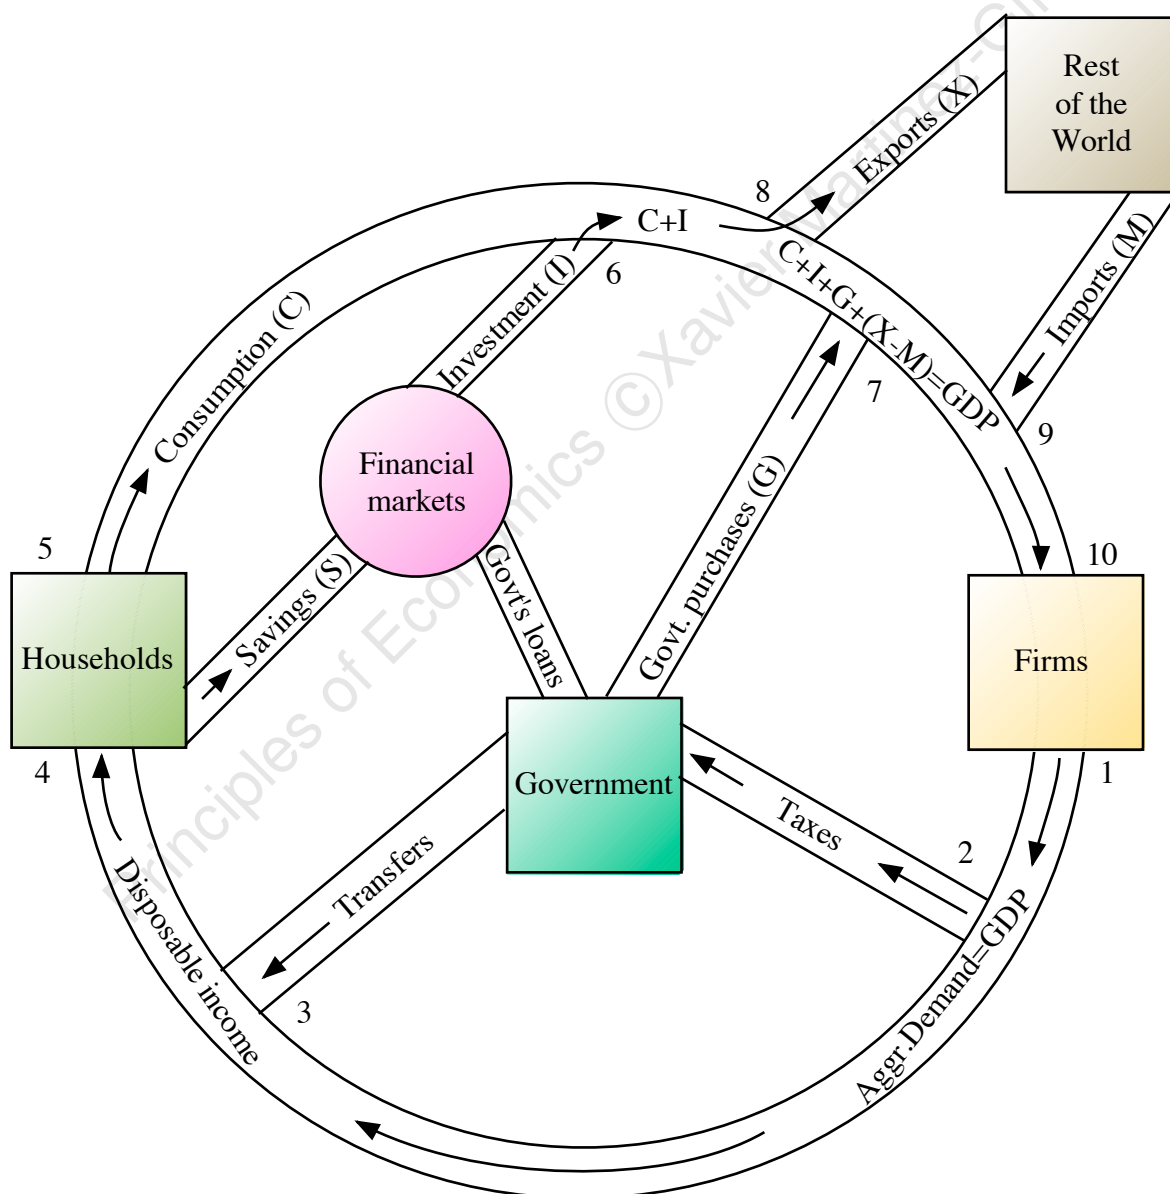 Rest
of the
World
Exports (X)
8
C+I
Imports (M)
6
Investment (I)
C+I+G+(X-M)=GDP
7
Consumption (C)
9
Financial
markets
5
10
Savings (S)
Govt's loans
Govt. purchases (G)
Households
Firms
4
1
Government
Taxes
2
Transfers
Disposable income
3
Aggr.Demand=GDP
Principles of Economics ©Xavier Martinez-Gir